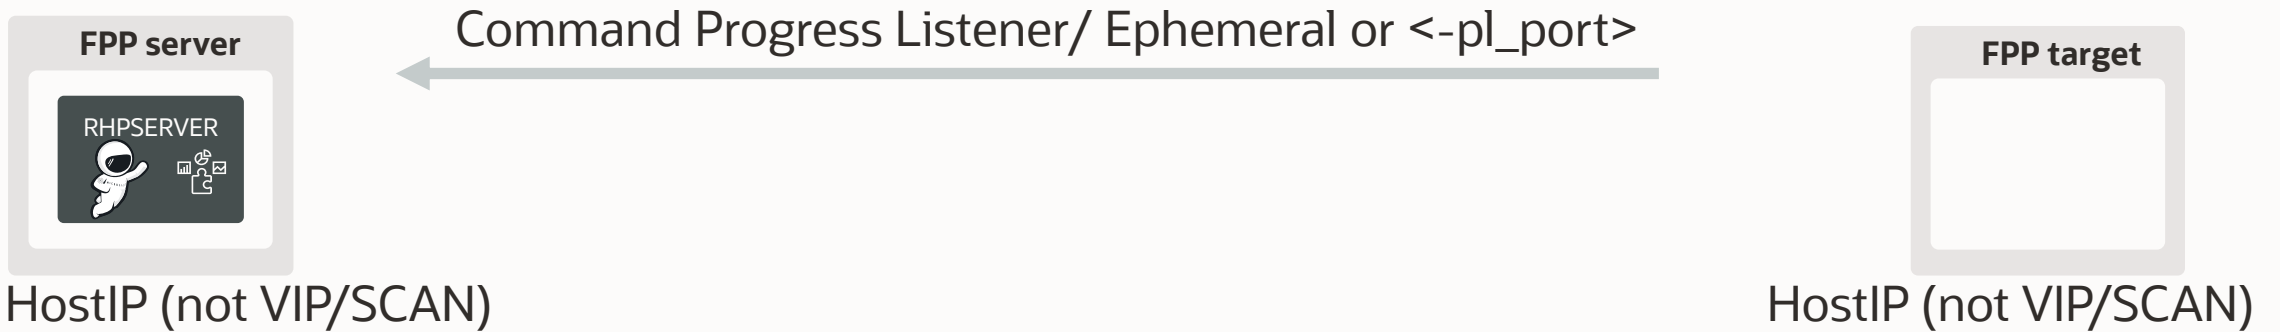 Command Progress Listener/ Ephemeral or <-pl_port>
FPP server
FPP target
RHPSERVER
HostIP (not VIP/SCAN)
HostIP (not VIP/SCAN)